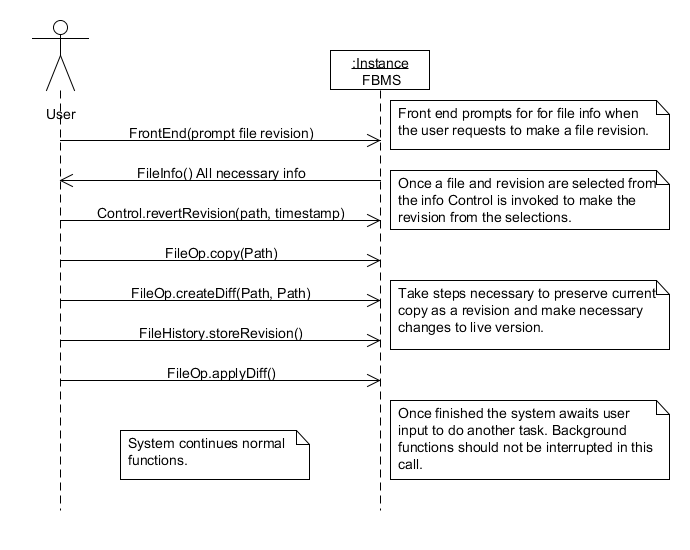 :Instance
FBMS
User
Front end prompts for for file info when
the user requests to make a file revision.
FrontEnd(prompt file revision)
FileInfo() All necessary info
Once a file and revision are selected from
the info Control is invoked to make the
revision from the selections.
Control.revertRevision(path, timestamp)
FileOp.copy(Path)
FileOp.createDiff(Path, Path)
Take steps necessary to preserve current
copy as a revision and make necessary
changes to live version.
FileHistory.storeRevision()
FileOp.applyDiff()
Once finished the system awaits user
input to do another task. Background
functions should not be interrupted in this
call.
System continues normal
functions.